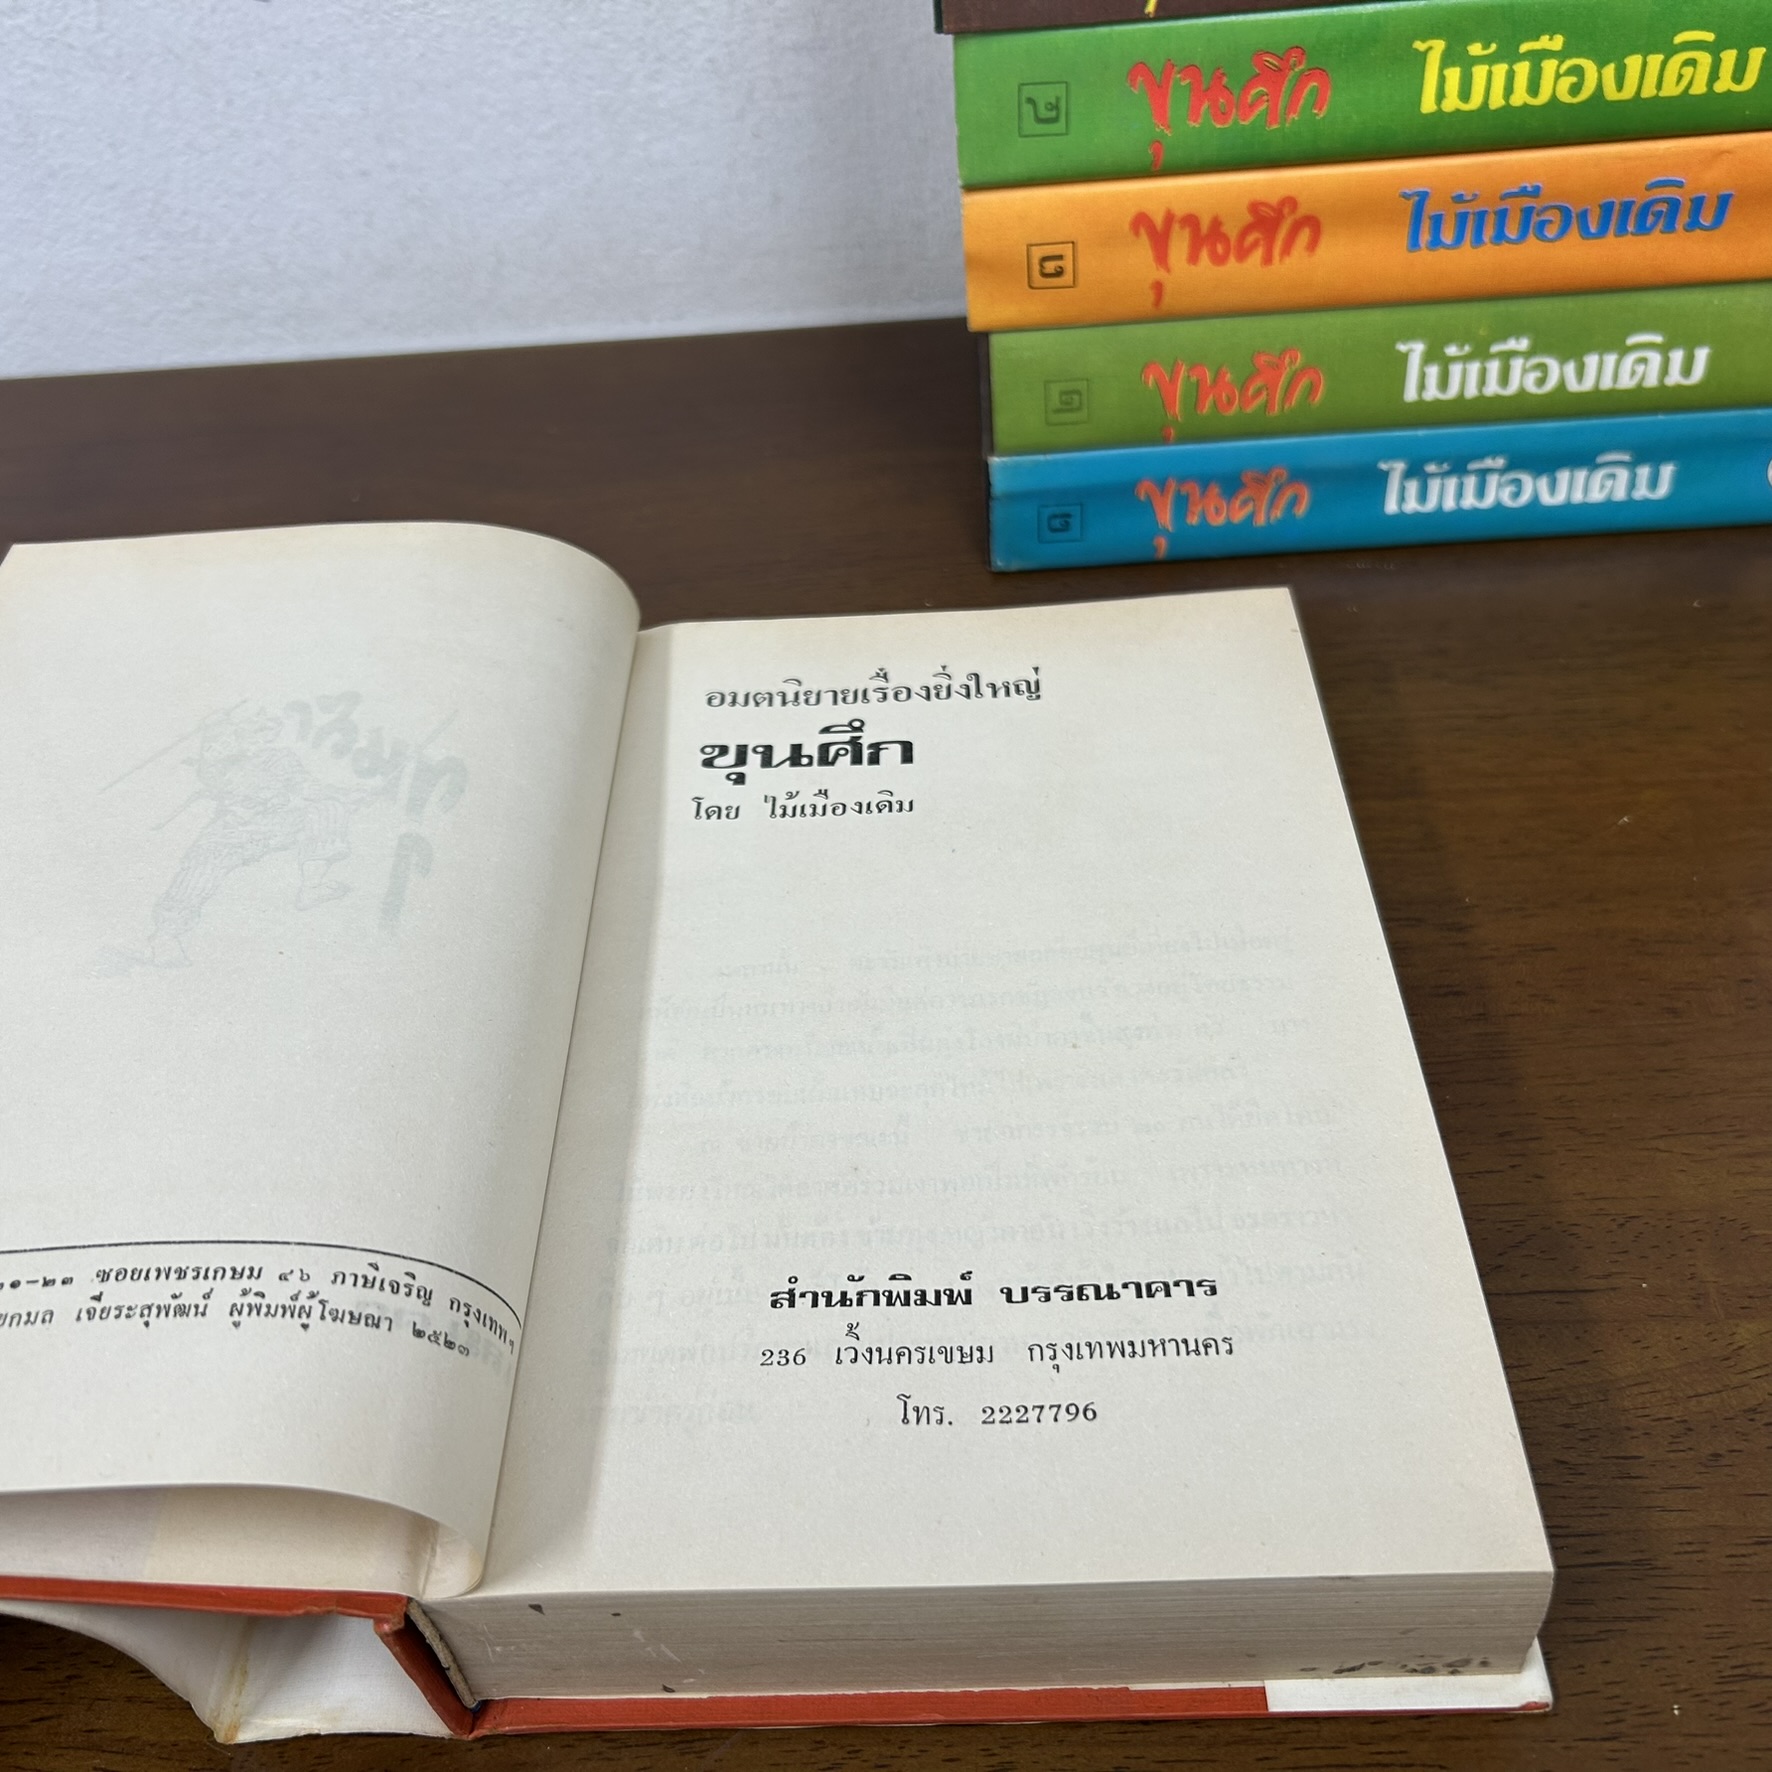 ๔ ขุนศึก ไม้เมืองเดิม
๓ ขุนศึก ไม้เมืองเดิม
๒ ขุนศึก ไม้เมืองเดิม
๑ ขุนศึก ไม้เมืองเดิม
อมตนิยายเรื่องยิ่งใหญ่
ขุนศึก
โดย ไม้เมืองเดิม
สำนักพิมพ์ บรรณาคาร
236 เวิ้งนครเขษม กรุงเทพมหานคร
โทร. 2227796
๑-๒๓ ซอยเพชรเกษม ๔๖ ภาษีเจริญ กรุงเทพฯ
เจียระสุพัฒน์ ผู้พิมพ์ผู้โฆษณา ๒๕๒๓